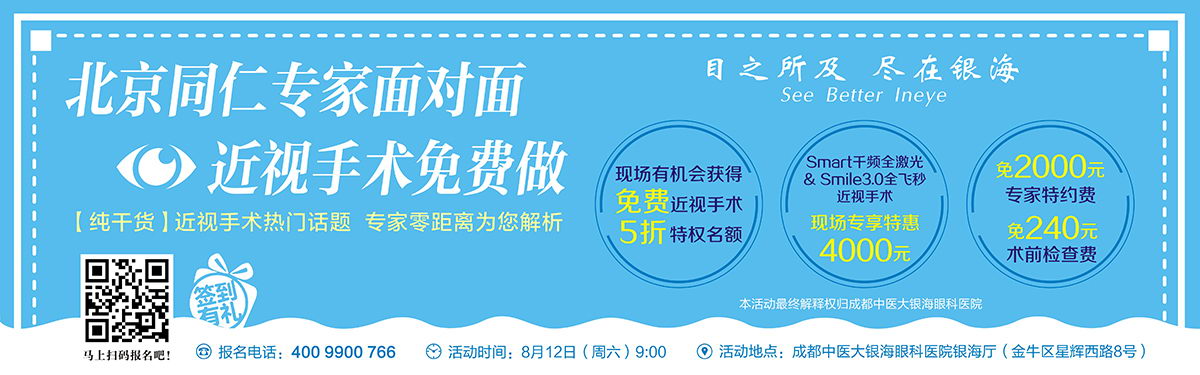 北京同仁专家面对面
近视手术免费做
【纯干货】近视手术热门话题 专家零距离为您解析
目之所及 尽在银海
See Better Ineye
现场有机会获得
免费近视手术
5折特权名额
Smart千频全激光
& Smile3.0全飞秒
近视手术
现场专享特惠
4000元
免2000元
专家特约费
免240元
术前检查费
本活动最终解释权归成都中医大银海眼科医院
签到
有礼
马上扫码报名吧!
报名电话：400 9900 766
活动时间：8月12日（周六）9:00
活动地点：成都中医大银海眼科医院银海厅（金牛区星辉西路8号）